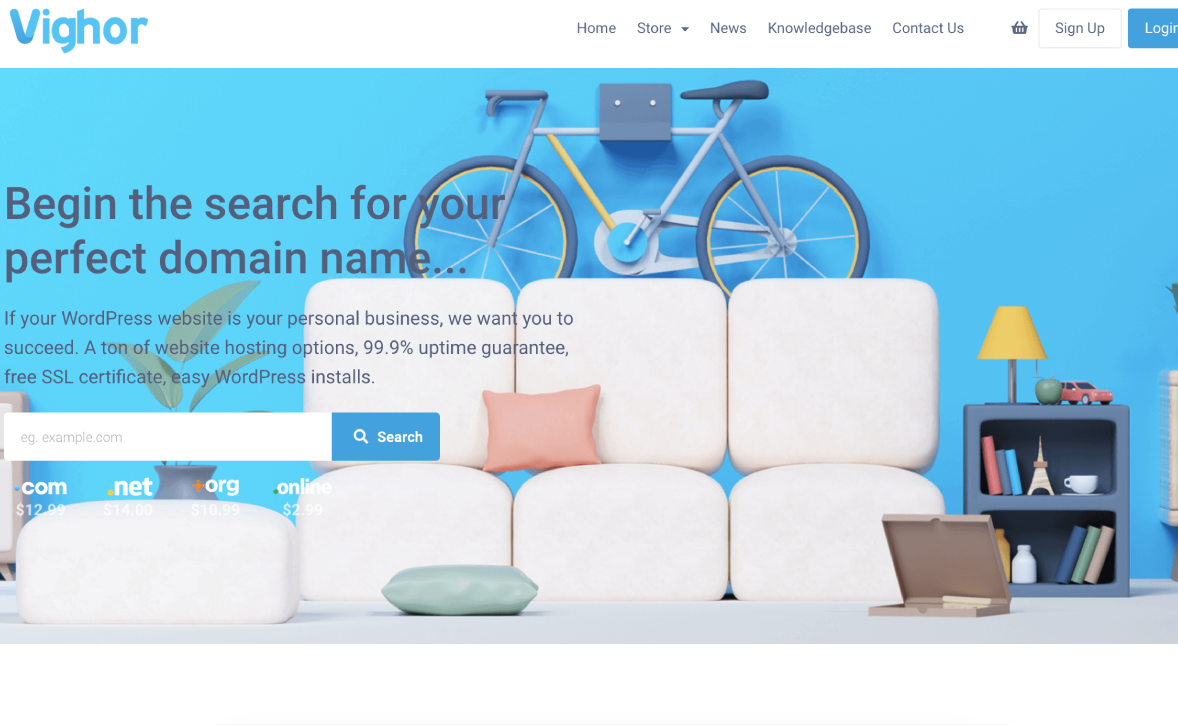 Vighor
Home Store News Knowledgebase Contact Us Sign Up Login
Begin the search for your
perfect domain name...
If your WordPress website is your personal business, we want you to
succeed. A ton of website hosting options, 99.9% uptime guarantee,
free SSL certificate, easy WordPress installs.
eg. example.com Search
.com .net +org .online
$12.99 $14.00 $10.99 $2.99